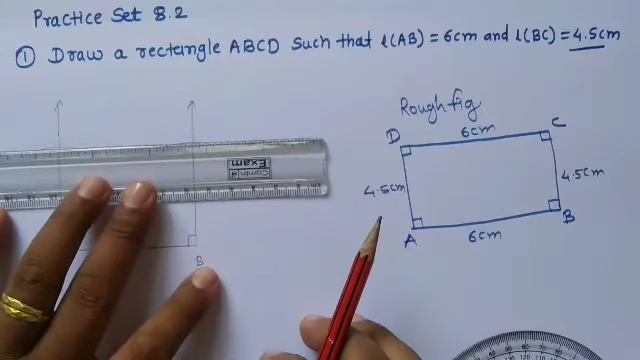 Practice Set 8.2
① Draw a rectangle ABCD such that l(AB) = 6cm and l(BC) = 4.5cm
Rough fig
D 6cm C
4.5cm 4.5cm
A 6cm B
B
Exam